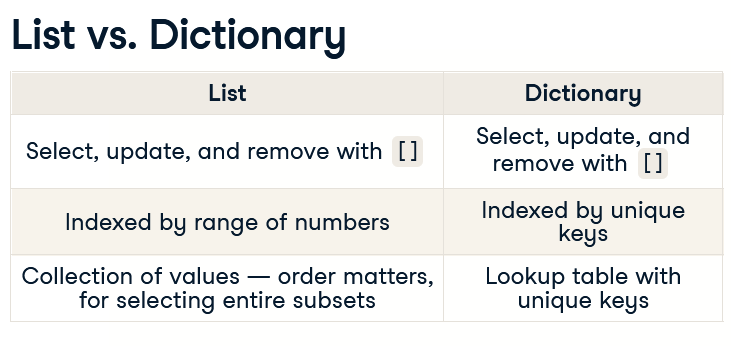 List vs. Dictionary
List
Dictionary
Select, update, and remove with []
Select, update, and
remove with []
Indexed by range of numbers
Indexed by unique
keys
Collection of values — order matters,
for selecting entire subsets
Lookup table with
unique keys